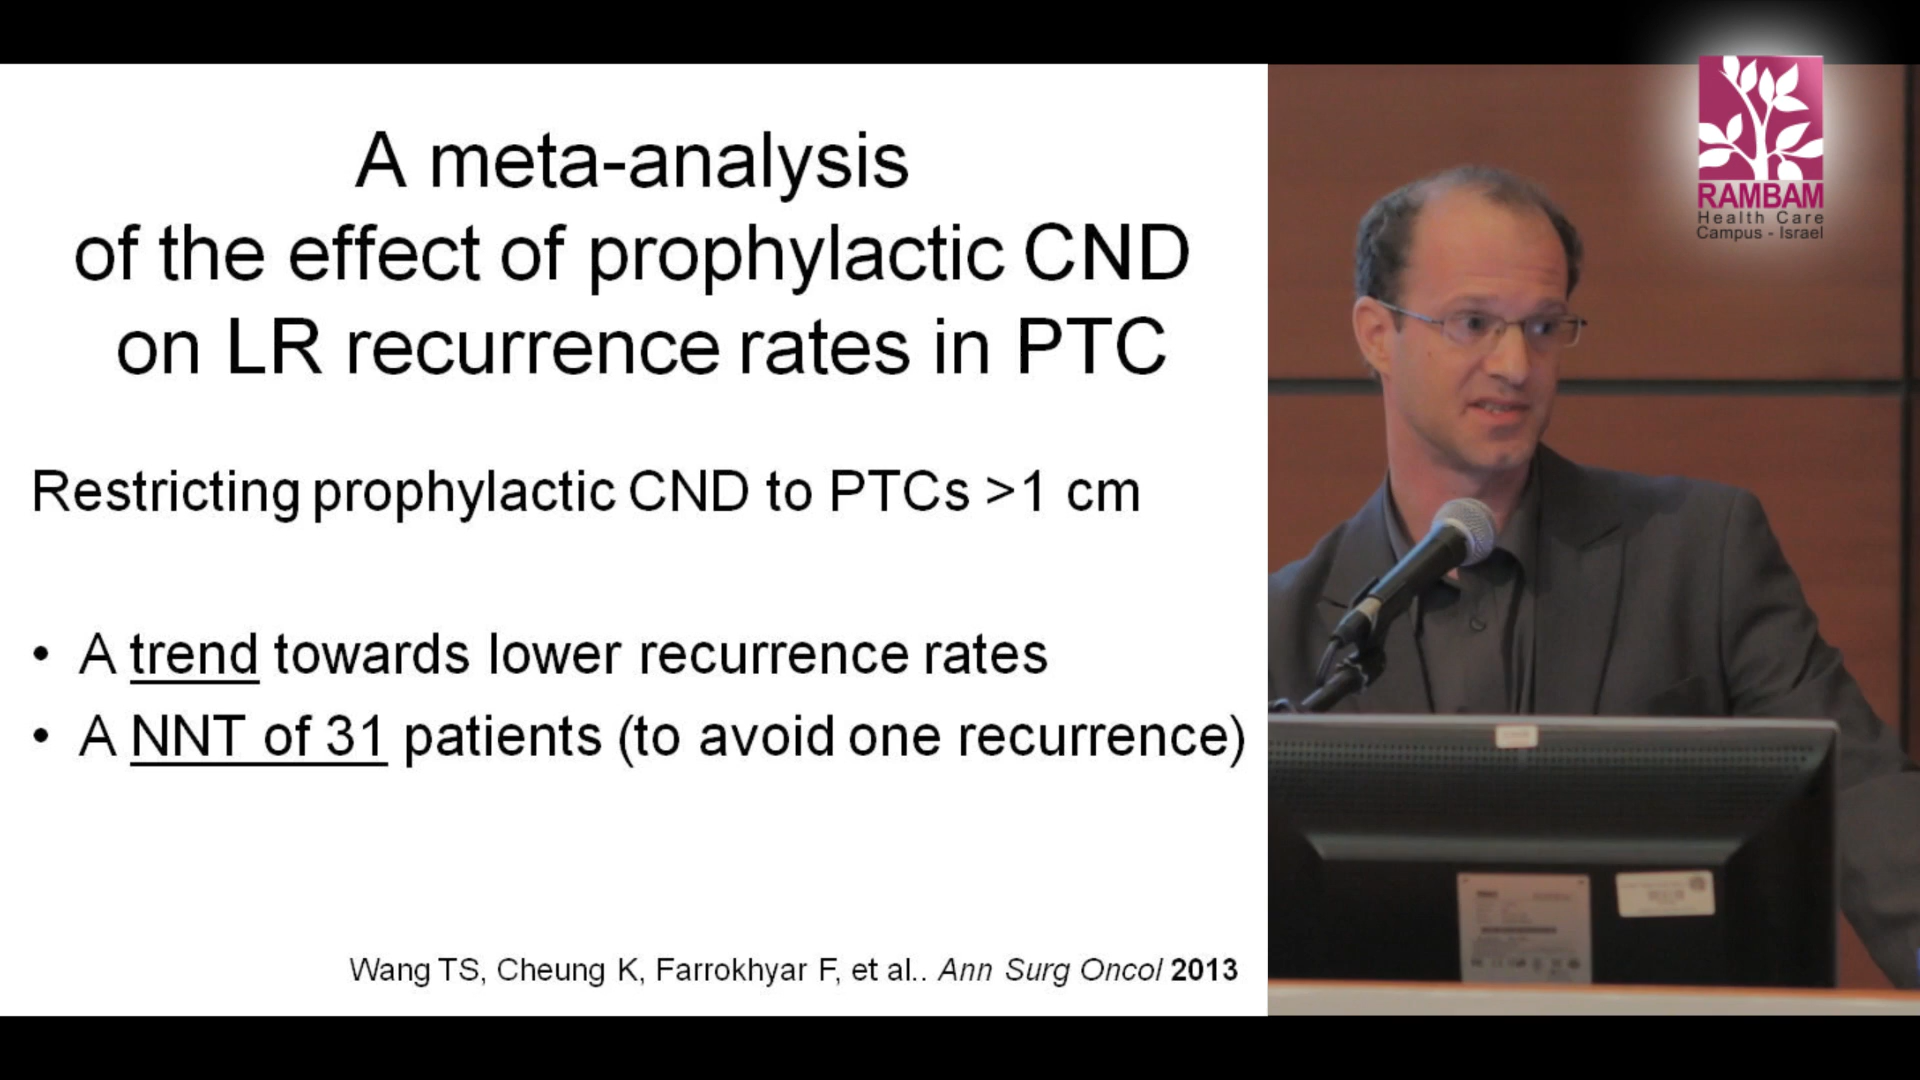 A meta-analysis
of the effect of prophylactic CND
on LR recurrence rates in PTC
Restricting prophylactic CND to PTCs >1 cm
• A trend towards lower recurrence rates
• A NNT of 31 patients (to avoid one recurrence)
Wang TS, Cheung K, Farrokhyar F, et al.. Ann Surg Oncol 2013
RAMBAM
Health Care
Campus - Israel